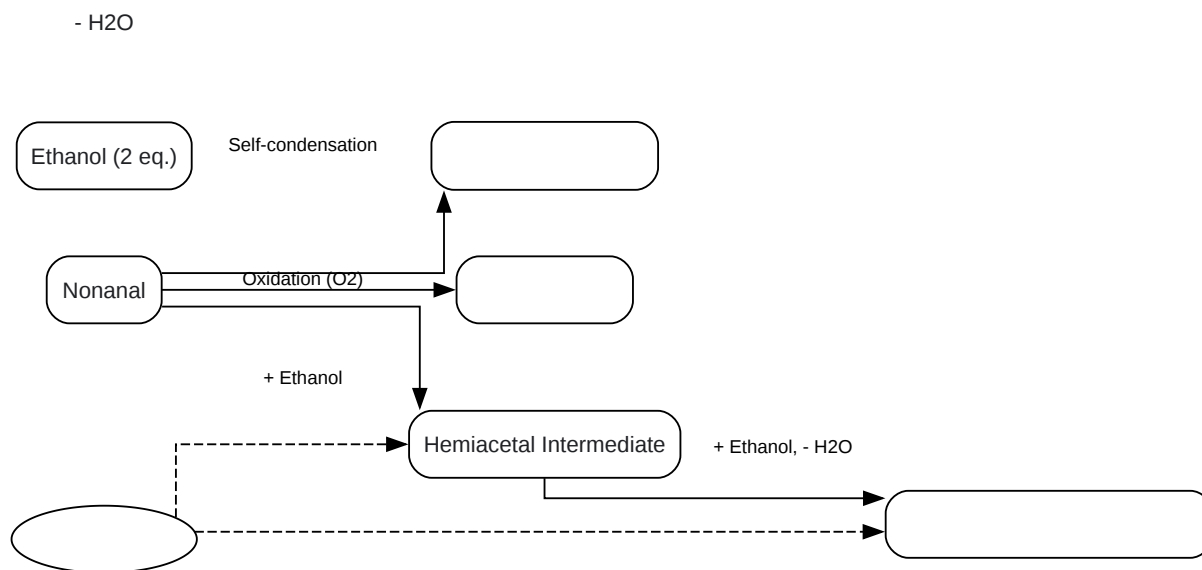 - H2O
Ethanol (2 eq.)
Self-condensation
Nonanal
Oxidation (O2)
+ Ethanol
Hemiacetal Intermediate
+ Ethanol, - H2O